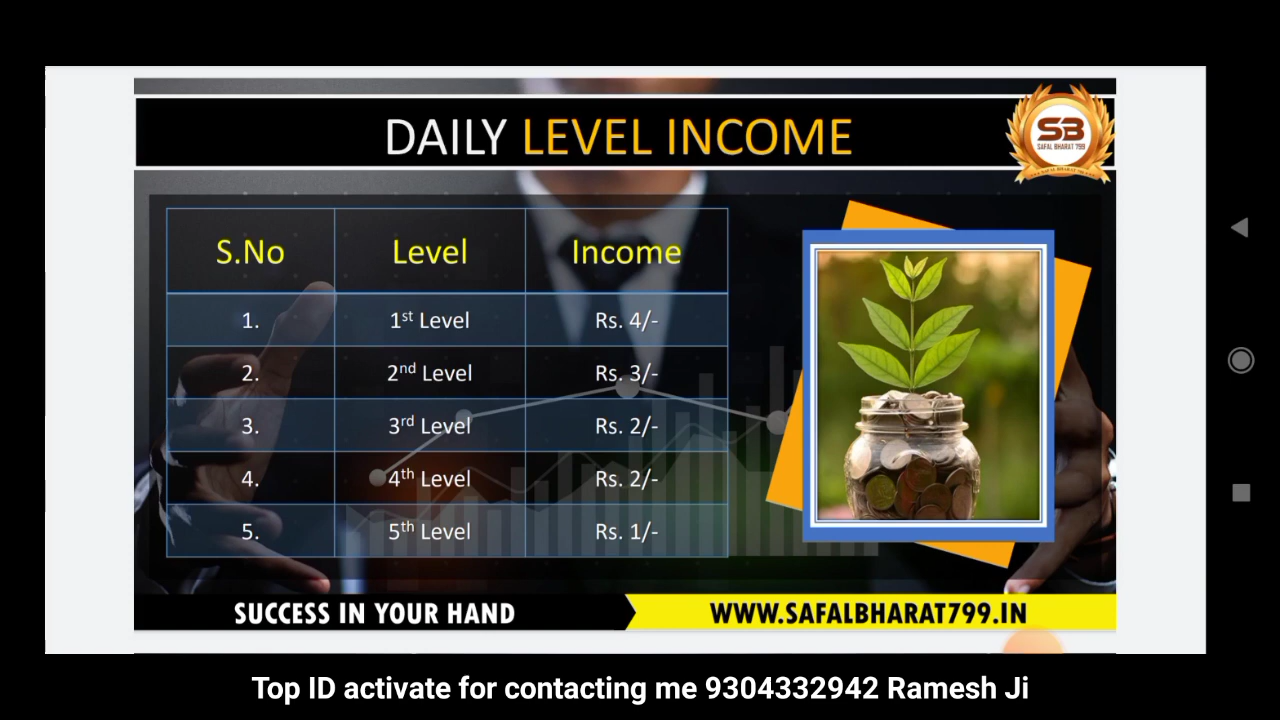 DAILY LEVEL INCOME
SB
SAFAL BHARAT 799
S.No Level Income
1. 1st Level Rs. 4/-
2. 2nd Level Rs. 3/-
3. 3rd Level Rs. 2/-
4. 4th Level Rs. 2/-
5. 5th Level Rs. 1/-
SUCCESS IN YOUR HAND WWW.SAFALBHARAT799.IN
Top ID activate for contacting me 9304332942 Ramesh Ji